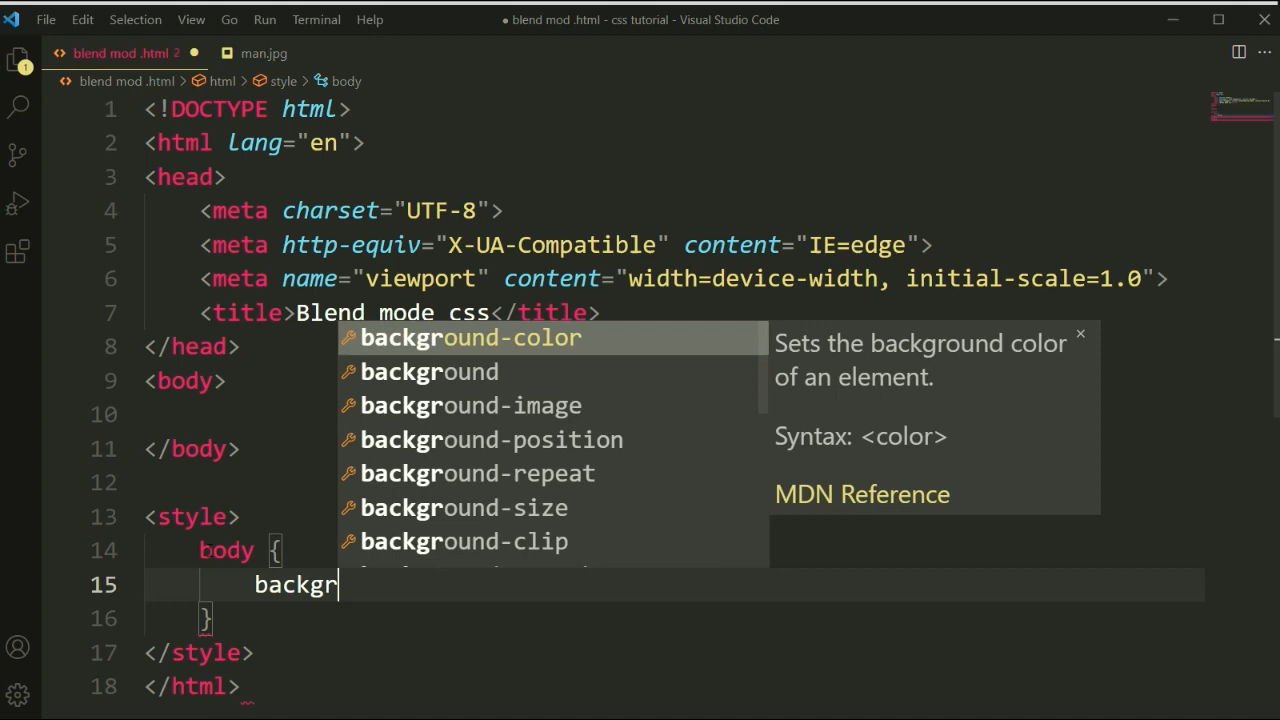 File Edit Selection View Go Run Terminal Help
● blend mod .html - css tutorial - Visual Studio Code
blend mod .html 2 ●
man.jpg
blend mod .html > html > style > body
1 <!DOCTYPE html>
2 <html lang="en">
3 <head>
4 <meta charset="UTF-8">
5 <meta http-equiv="X-UA-Compatible" content="IE=edge">
6 <meta name="viewport" content="width=device-width, initial-scale=1.0">
7 <title>Blend mode css</title>
8 </head>
9 <body>
10
11 </body>
12
13 <style>
14 body {
15 backgr
16 }
17 </style>
18 </html>
background-color
background
background-image
background-position
background-repeat
background-size
background-clip
Sets the background color
of an element.
Syntax: <color>
MDN Reference
1